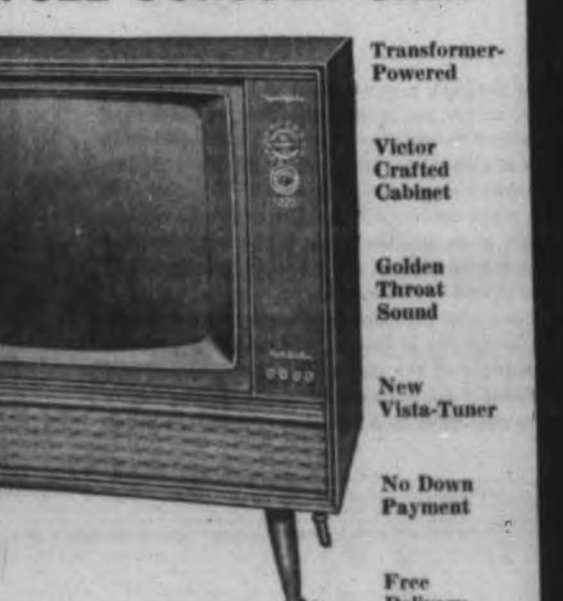 Transformer-
Powered
Victor
Crafted
Cabinet
Golden
Throat
Sound
New
Vista-Tuner
No Down
Payment
Free